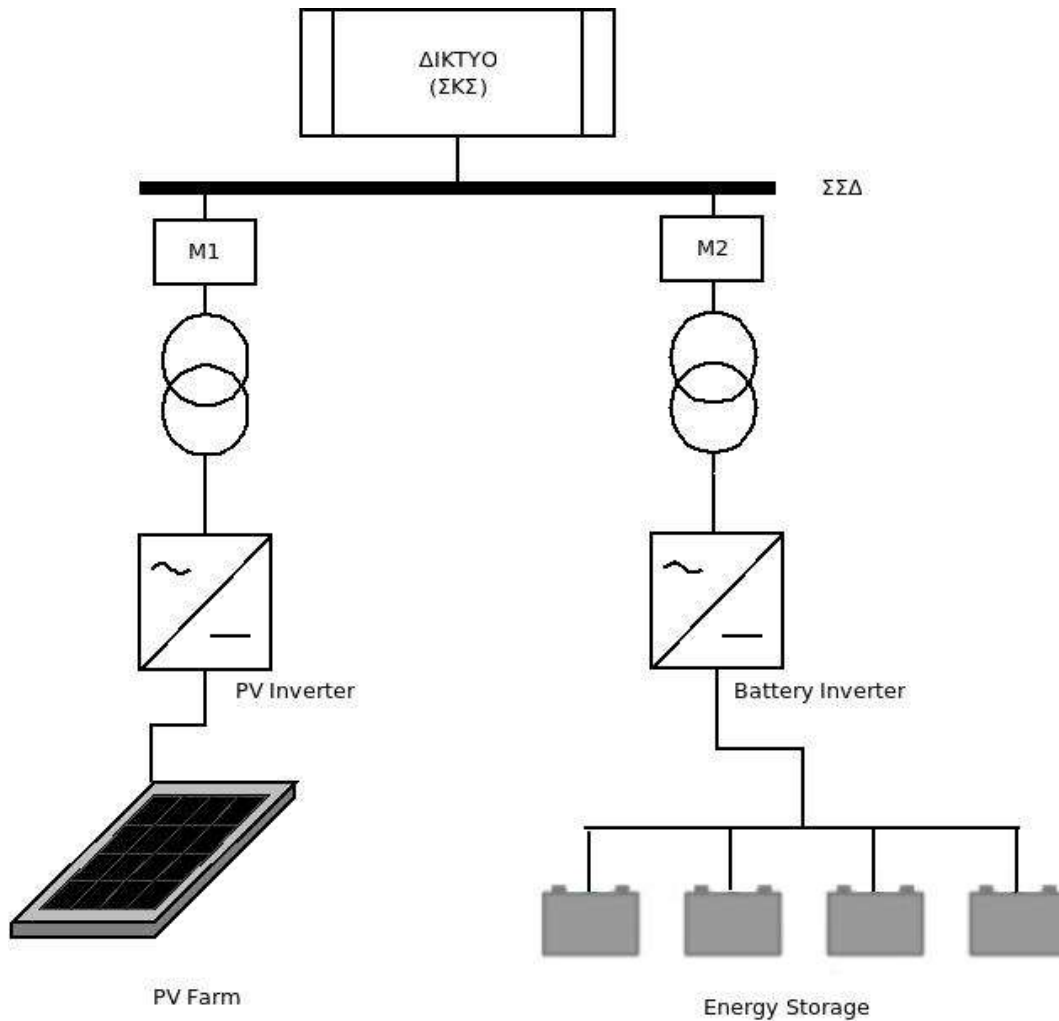 ΔΙΚΤΥΟ
(ΣΚΣ)
ΣΣΔ
M1
M2
PV Inverter
Battery Inverter
PV Farm
Energy Storage